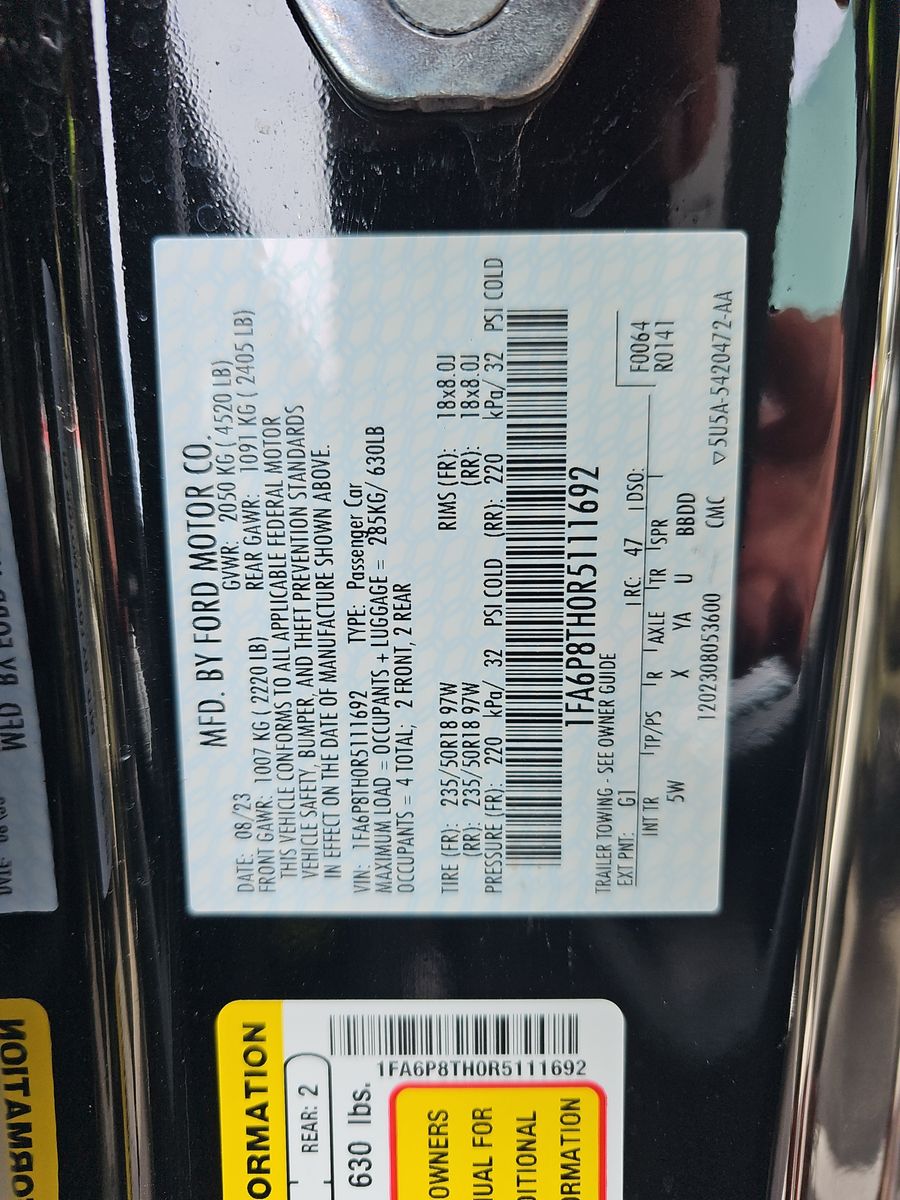 MFD. BY FORD MOTOR CO.
DATE: 08/23 GVWR: 2050 KG ( 4520 LB)
FRONT GAWR: 1007 KG ( 2220 LB) REAR GAWR: 1091 KG ( 2405 LB)
THIS VEHICLE CONFORMS TO ALL APPLICABLE FEDERAL MOTOR
VEHICLE SAFETY, BUMPER, AND THEFT PREVENTION STANDARDS
IN EFFECT ON THE DATE OF MANUFACTURE SHOWN ABOVE.
VIN: 1FA6P8TH0R5111692 TYPE: Passenger Car
MAXIMUM LOAD = OCCUPANTS + LUGGAGE = 285KG/ 630LB
OCCUPANTS = 4 TOTAL; 2 FRONT, 2 REAR
TIRE (FR): 235/50R18 97W RIMS (FR): 18x8.0J
(RR): 235/50R18 97W (RR): 18x8.0J
PRESSURE (FR): 220 kPa/ 32 PSI COLD (RR): 220 kPa/ 32 PSI COLD
1FA6P8TH0R5111692
TRAILER TOWING - SEE OWNER GUIDE
EXT PNT: G1 RC: 47 DSO: F0064
R0141
INT TR TP/PS R AXLE TR SPR
5W X YA U BBDD
1202308053600 CMC ▽5U5A-5420472-AA
ORMATION
REAR: 2
630 lbs.
1FA6P8TH0R5111692
OWNERS
UAL FOR
DITIONAL
ORMATION